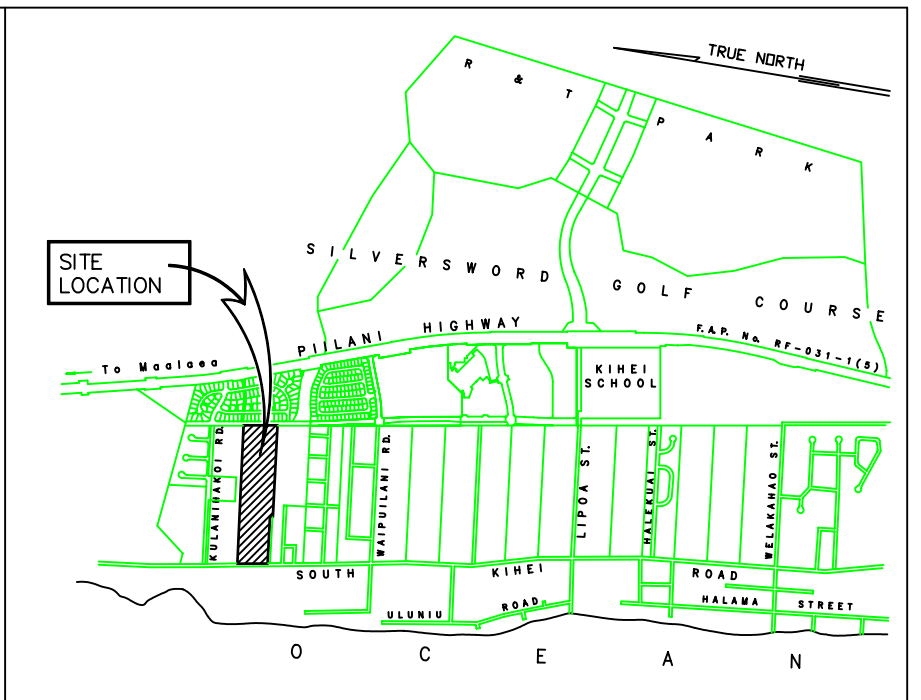 TRUE NORTH
R & T PARK
SITE
LOCATION
SILVERSWORD GOLF COURSE
PIILANI HIGHWAY
F.A.P. No. RF-031-1(5)
To Maalaea
KIHEI
SCHOOL
KULANIHAKOI RD.
WAIPUILANI RD.
LIPOA ST.
HALEKUAI ST.
WELAKAHAO ST.
SOUTH KIHEI ROAD
HALAMA STREET
ULUNIU ROAD
OCEAN